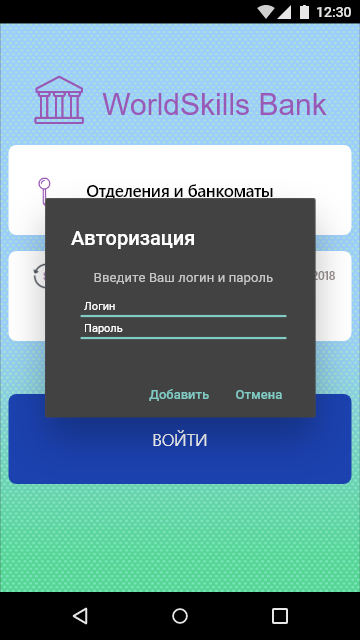 12:30
WorldSkills Bank
Отделения и банкоматы
2018
Авторизация
Введите Ваш логин и пароль
Логин
Пароль
Добавить Отмена
ВОЙТИ